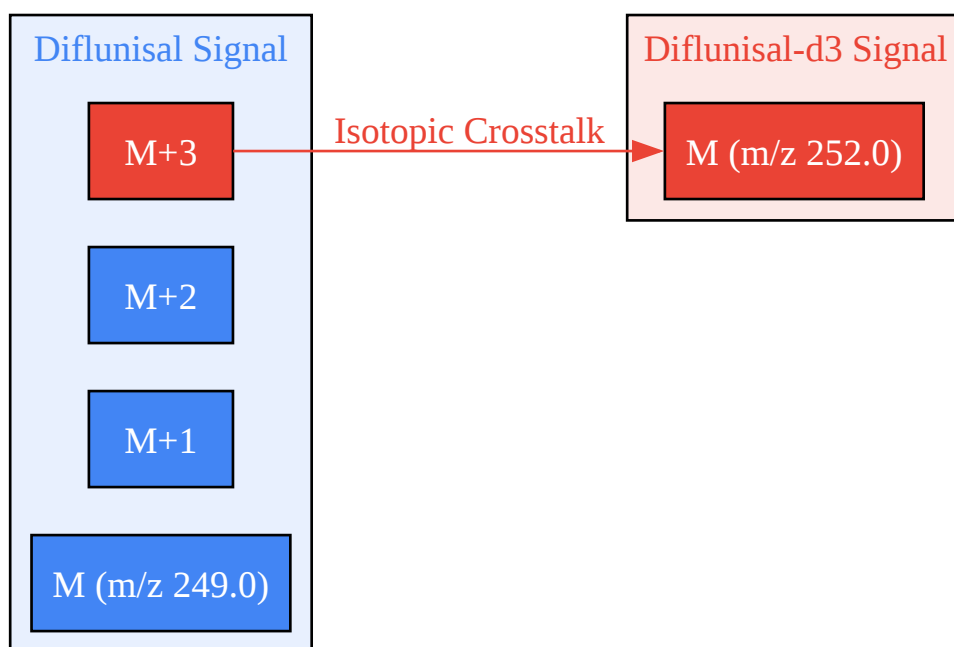 Diflunisal Signal
M+3
M+2
M+1
M (m/z 249.0)
Isotopic Crosstalk
Diflunisal-d3 Signal
M (m/z 252.0)